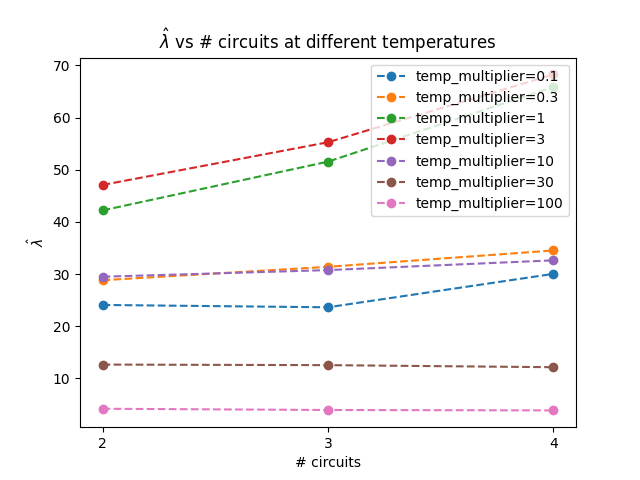 λ̂ vs # circuits at different temperatures
70
60
50
40
30
20
10
λ̂
temp_multiplier=0.1
temp_multiplier=0.3
temp_multiplier=1
temp_multiplier=3
temp_multiplier=10
temp_multiplier=30
temp_multiplier=100
2 3 4
# circuits